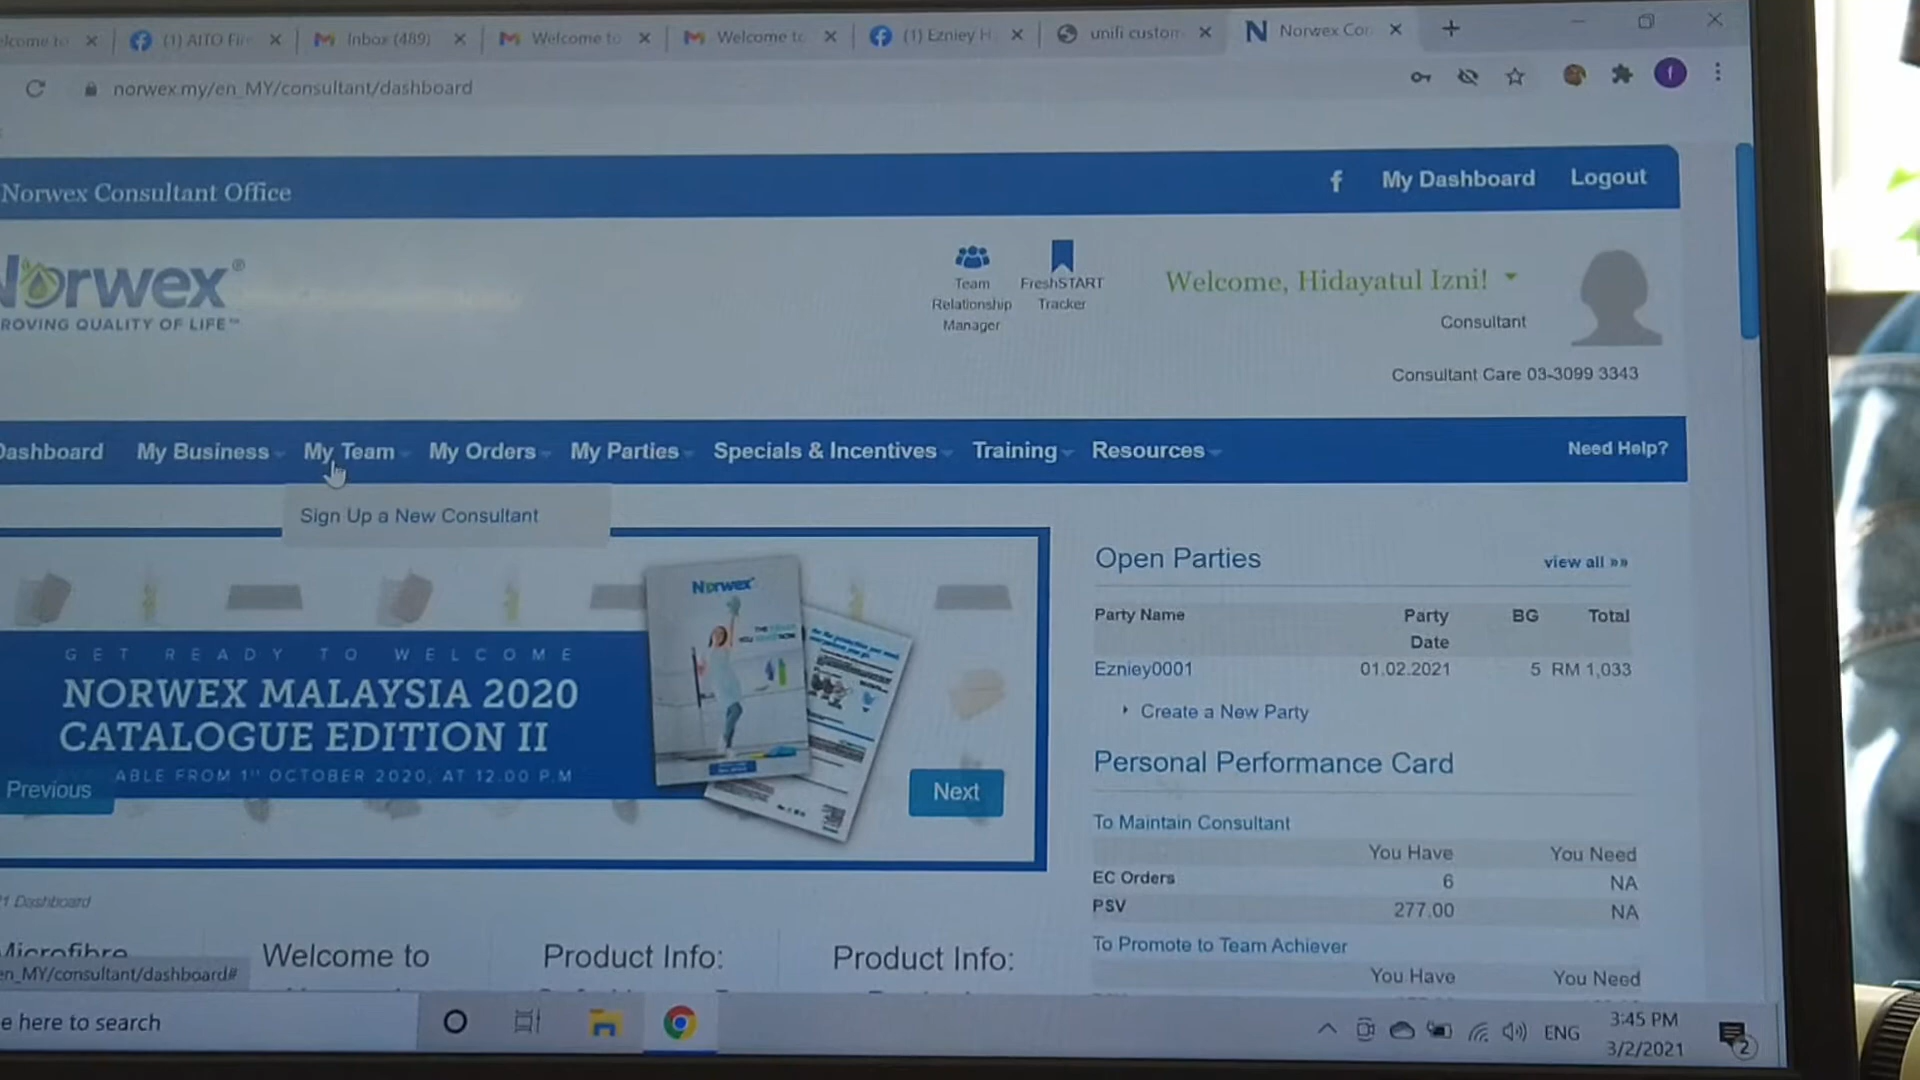 (1) AITO Fire
Inbox (489)
Welcome to
Welcome to
(1) Ezniey H
unifi custom
Norwex Con
norwex.my/en_MY/consultant/dashboard
f
Norwex Consultant Office
f
My Dashboard
Logout
Norwex®
ROVING QUALITY OF LIFE™
Team
Relationship
Manager
FreshSTART
Tracker
Welcome, Hidayatul Izni!
Consultant
Consultant Care 03-3099 3343
Dashboard
My Business
My Team
My Orders
My Parties
Specials & Incentives
Training
Resources
Need Help?
Sign Up a New Consultant
Norwex
GET READY TO WELCOME
NORWEX MALAYSIA 2020
CATALOGUE EDITION II
ABLE FROM 1ST OCTOBER 2020, AT 12.00 P.M
Previous
Next
Open Parties
view all »»
Party Name Party Date BG Total
Ezniey0001 01.02.2021 5 RM 1,033
Create a New Party
Personal Performance Card
To Maintain Consultant
You Have You Need
EC Orders 6 NA
PSV 277.00 NA
To Promote to Team Achiever
You Have You Need
Dashboard
Microfibre
Welcome to
Product Info:
Product Info:
en_MY/consultant/dashboard#
e here to search
ENG
3:45 PM
3/2/2021
2